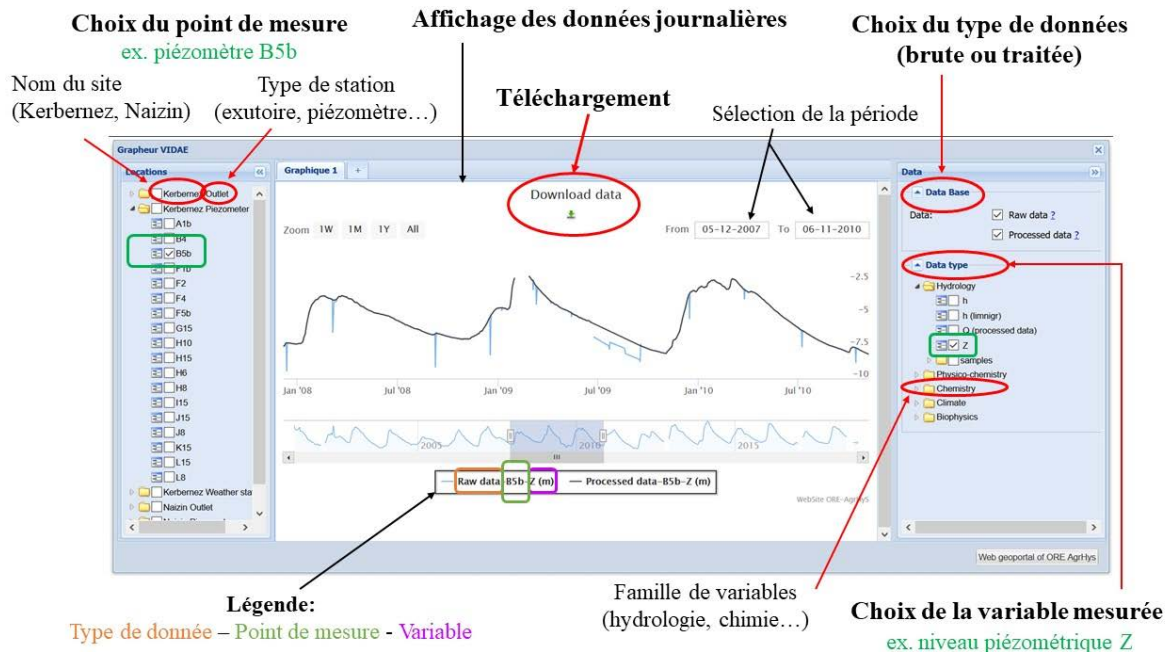 Choix du point de mesure
ex. piézomètre B5b
Affichage des données journalières
Choix du type de données
(brute ou traitée)
Nom du site
(Kerbernez, Naizin)
Type de station
(exutoire, piézomètre…)
Téléchargement
Sélection de la période
Grapheur VIDAE
Locations
Kerbernez Outlet
Kerbernez Piezometer
A1b
B4
B5b
F1b
F2
F4
F5b
G15
H10
H15
H6
H8
I15
J15
J8
K15
L15
L8
Kerbernez Weather sta
Naizin Outlet
Graphique 1
+
Download data
Zoom 1W 1M 1Y All
From 05-12-2007 To 06-11-2010
-2.5
-5
-7.5
-10
Jan '08
Jul '08
Jan '09
Jul '09
Jan '10
Jul '10
2005
2010
2015
Raw data-B5b-Z (m)
Processed data-B5b-Z (m)
WebSite ORE-AgrHyS
Data
Data Base
Data:
Raw data ?
Processed data ?
Data type
Hydrology
h
h (limnigr)
Q (processed data)
Z
samples
Physico-chemistry
Chemistry
Climate
Biophysics
Web geoportal of ORE AgrHys
Légende:
Type de donnée – Point de mesure - Variable
Famille de variables
(hydrologie, chimie…)
Choix de la variable mesurée
ex. niveau piézométrique Z